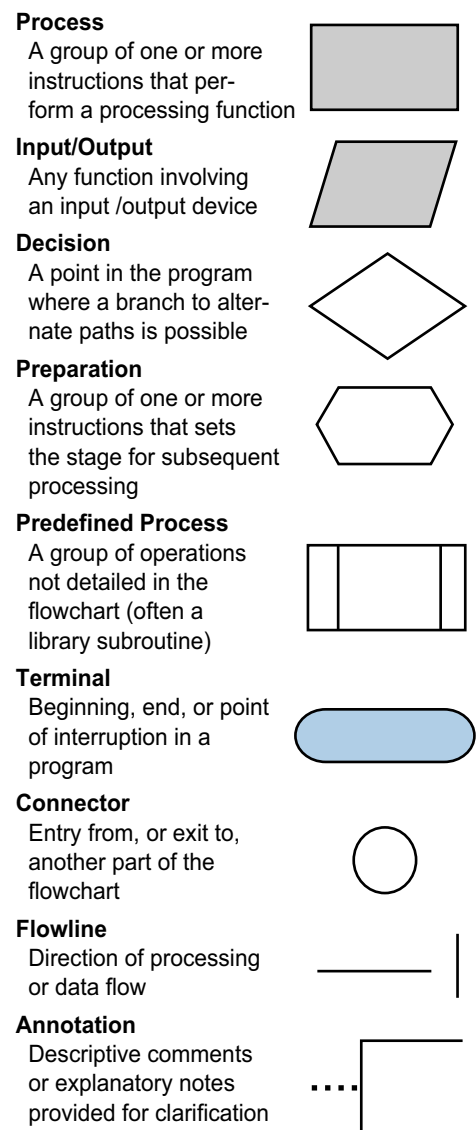 Process
A group of one or more
instructions that per-
form a processing function
Input/Output
Any function involving
an input /output device
Decision
A point in the program
where a branch to alter-
nate paths is possible
Preparation
A group of one or more
instructions that sets
the stage for subsequent
processing
Predefined Process
A group of operations
not detailed in the
flowchart (often a
library subroutine)
Terminal
Beginning, end, or point
of interruption in a
program
Connector
Entry from, or exit to,
another part of the
flowchart
Flowline
Direction of processing
or data flow
Annotation
Descriptive comments
or explanatory notes
provided for clarification